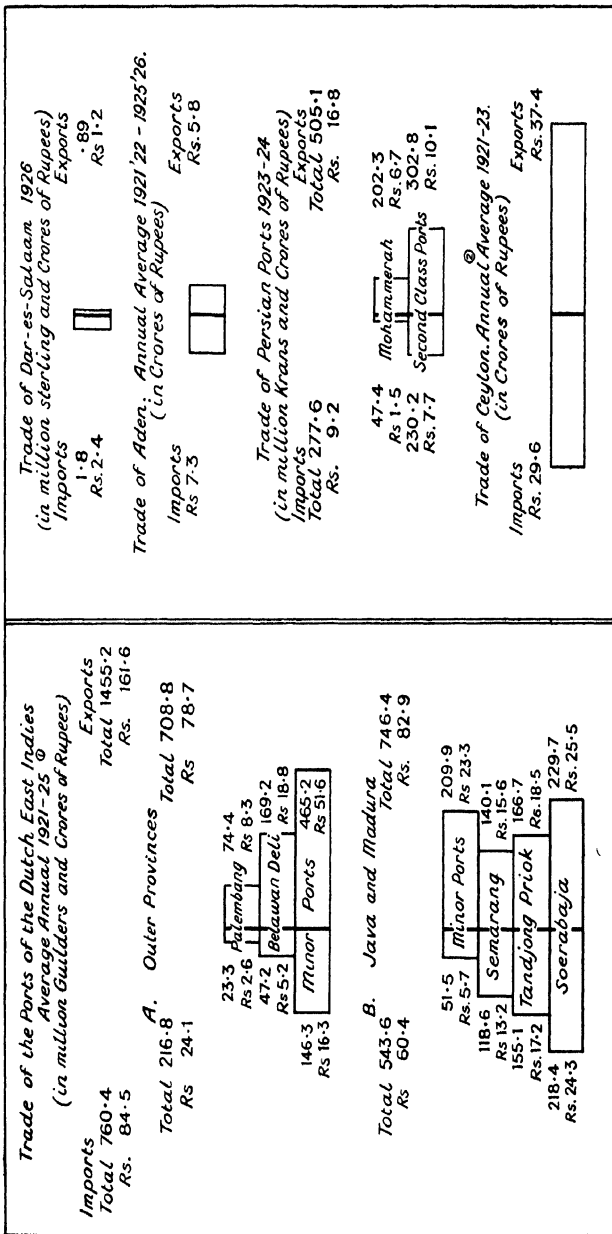 Trade of the Ports of the Dutch East Indies
Average Annual 1921-25 ①
(in million Guilders and Crores of Rupees)
Imports Exports
Total 760·4 Total 1455·2
Rs. 84·5 Rs. 161·6
A. Outer Provinces
Total 216·8 Total 708·8
Rs 24·1 Rs 78·7
23·3 Palembang 74·4
Rs 2·6 Rs 8·3
47·2 Belawan Deli 169·2
Rs 5·2 Rs 18·8
146·3 Minor Ports 465·2
Rs 16·3 Rs 51·6
B. Java and Madura
Total 543·6 Total 746·4
Rs 60·4 Rs. 82·9
51·5 Minor Ports 209·9
Rs. 5·7 Rs 23·3
118·6 Semarang 140·1
Rs 13·2 Rs. 15·6
155·1 Tandjong Priok 166·7
Rs. 17·2 Rs. 18·5
218·4 Soerabaja 229·7
Rs. 24·3 Rs. 25·5
Trade of Dar-es-Salaam 1926
(in million sterling and Crores of Rupees)
Imports Exports
1·8 ·89
Rs. 2·4 Rs 1·2
Trade of Aden: Annual Average 1921'22 - 1925'26.
(in Crores of Rupees)
Imports Exports
Rs 7·3 Rs. 5·8
Trade of Persian Ports 1923-24
(in million Krans and Crores of Rupees)
Imports Exports
Total 277·6 Total 505·1
Rs. 9·2 Rs. 16·8
47·4 Mohammerah 202·3
Rs 1·5 Rs. 6·7
230·2 Second Class Ports 302·8
Rs. 7·7 Rs. 10·1
Trade of Ceylon. Annual Average 1921-23. ②
(in Crores of Rupees)
Imports Exports
Rs. 29·6 Rs. 37·4